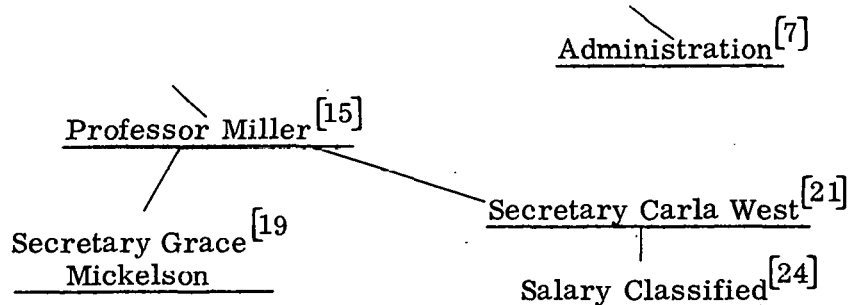 Administration[7]
Professor Miller[15]
Secretary Carla West[21]
Secretary Grace[19
Mickelson
Salary Classified[24]